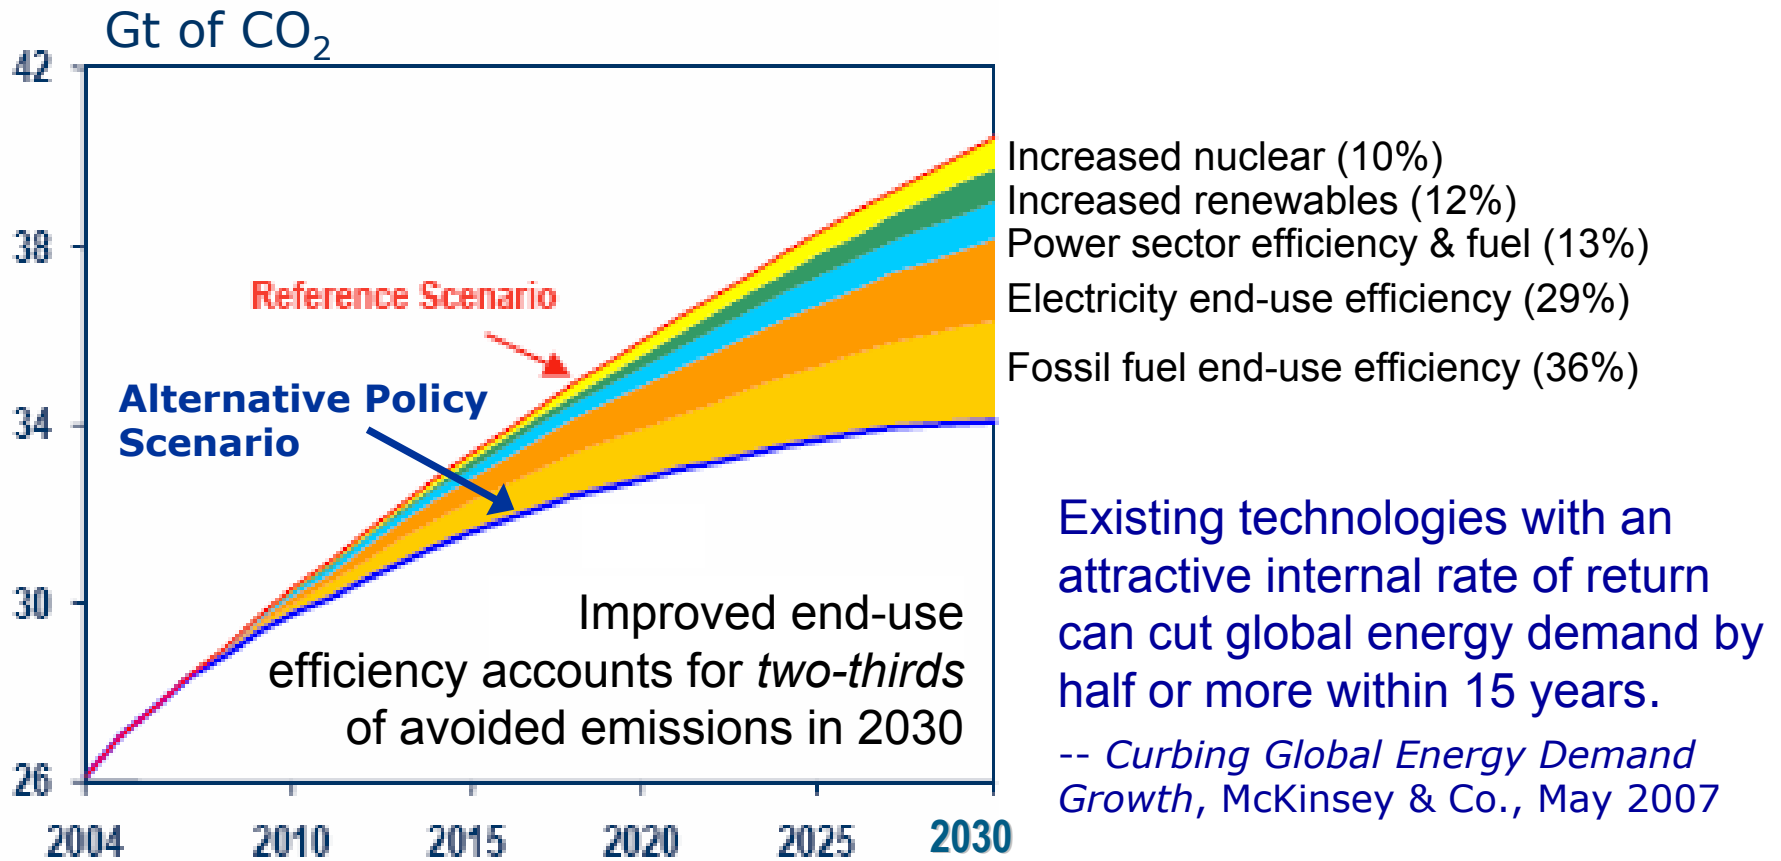 Gt of CO₂
42
38
34
30
26
Reference Scenario
Alternative Policy
Scenario
Increased nuclear (10%)
Increased renewables (12%)
Power sector efficiency & fuel (13%)
Electricity end-use efficiency (29%)
Fossil fuel end-use efficiency (36%)
Improved end-use
efficiency accounts for two-thirds
of avoided emissions in 2030
2004 2010 2015 2020 2025 2030
Existing technologies with an
attractive internal rate of return
can cut global energy demand by
half or more within 15 years.
-- Curbing Global Energy Demand
Growth, McKinsey & Co., May 2007